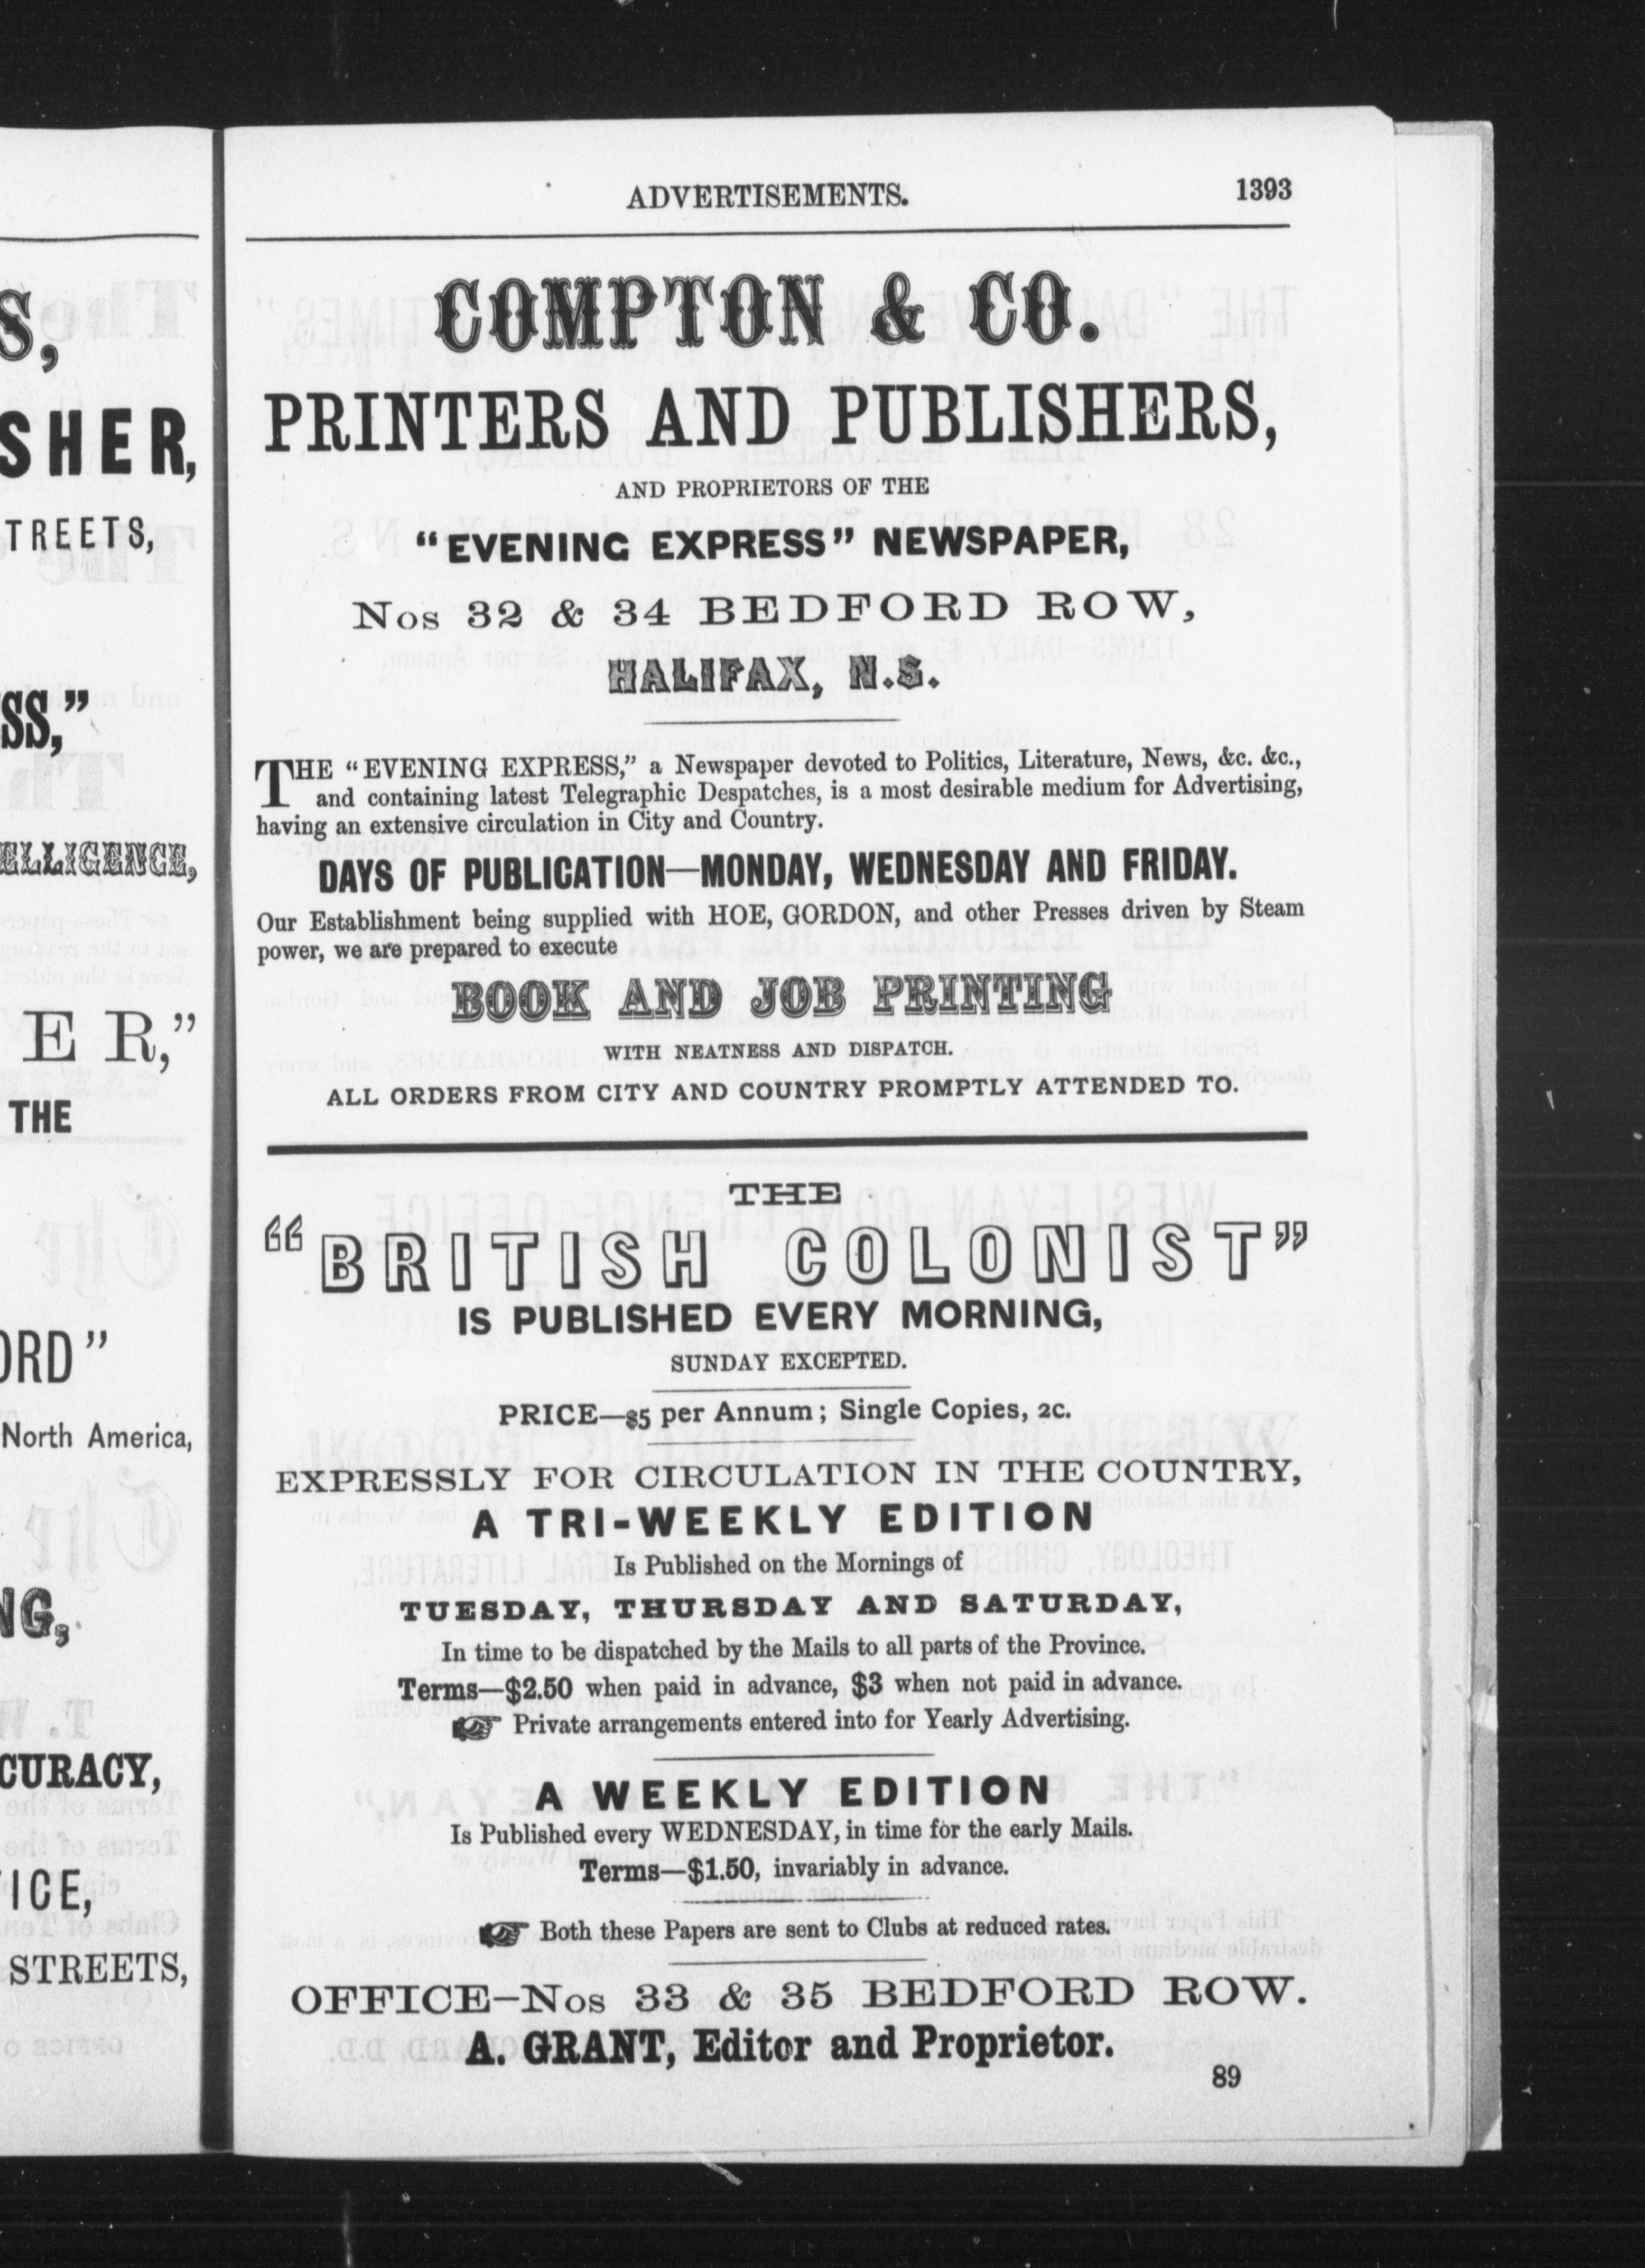 S,
SHER,
TREETS,
SS,”
ELLIGENCE,
E R,”
THE
ORD”
North America,
NG,
CURACY,
ICE,
STREETS,
ADVERTISEMENTS. 1393
COMPTON & CO.
PRINTERS AND PUBLISHERS,
AND PROPRIETORS OF THE
“EVENING EXPRESS” NEWSPAPER,
Nos 32 & 34 BEDFORD ROW,
HALIFAX, N.S.
THE “EVENING EXPRESS,” a Newspaper devoted to Politics, Literature, News, &c. &c.,
and containing latest Telegraphic Despatches, is a most desirable medium for Advertising,
having an extensive circulation in City and Country.
DAYS OF PUBLICATION—MONDAY, WEDNESDAY AND FRIDAY.
Our Establishment being supplied with HOE, GORDON, and other Presses driven by Steam
power, we are prepared to execute
BOOK AND JOB PRINTING
WITH NEATNESS AND DISPATCH.
ALL ORDERS FROM CITY AND COUNTRY PROMPTLY ATTENDED TO.
THE
“BRITISH COLONIST”
IS PUBLISHED EVERY MORNING,
SUNDAY EXCEPTED.
PRICE—$5 per Annum; Single Copies, 2c.
EXPRESSLY FOR CIRCULATION IN THE COUNTRY,
A TRI-WEEKLY EDITION
Is Published on the Mornings of
TUESDAY, THURSDAY AND SATURDAY,
In time to be dispatched by the Mails to all parts of the Province.
Terms—$2.50 when paid in advance, $3 when not paid in advance.
☞ Private arrangements entered into for Yearly Advertising.
A WEEKLY EDITION
Is Published every WEDNESDAY, in time for the early Mails.
Terms—$1.50, invariably in advance.
☞ Both these Papers are sent to Clubs at reduced rates.
OFFICE—Nos 33 & 35 BEDFORD ROW.
A. GRANT, Editor and Proprietor.
89